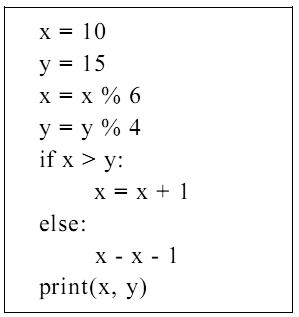 x = 10
y = 15
x = x % 6
y = y % 4
if x > y:
x = x + 1
else:
x - x - 1
print(x, y)